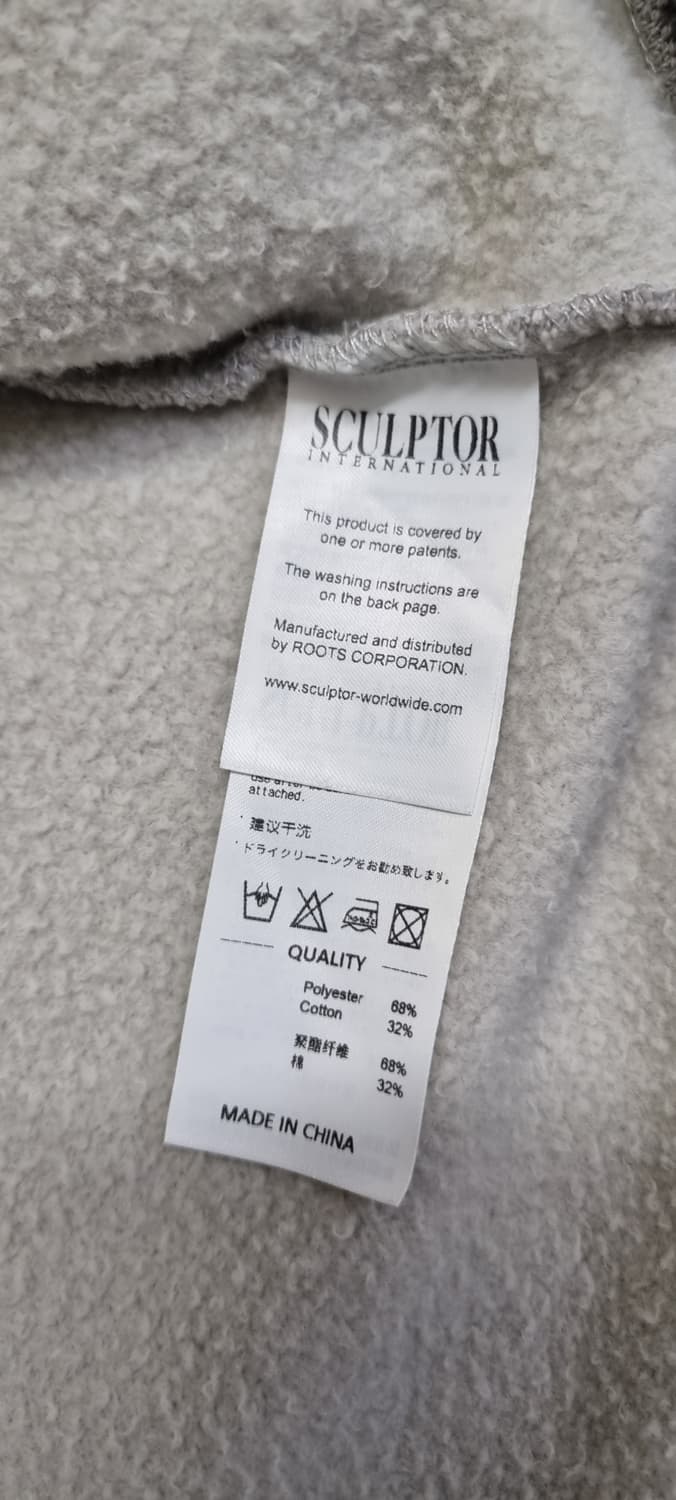 SCULPTOR
INTERNATIONAL
This product is covered by
one or more patents.
The washing instructions are
on the back page.
Manufactured and distributed
by ROOTS CORPORATION.
www.sculptor-worldwide.com
attached.
· 建议干洗
· ドライクリーニングをお勧め致します。
QUALITY
Polyester 68%
Cotton 32%
聚酯纤维 68%
棉 32%
MADE IN CHINA